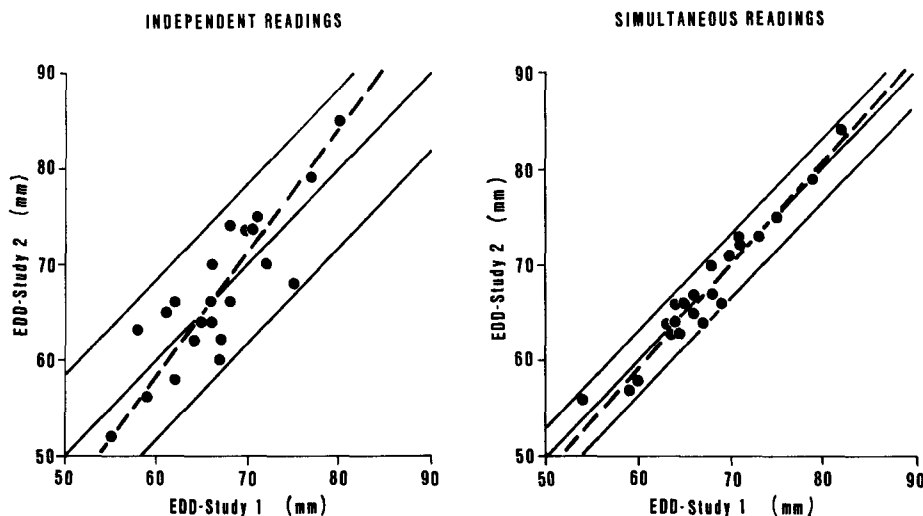 INDEPENDENT READINGS
90
80
70
60
50
EDD-Study 2 (mm)
50 60 70 80 90
EDD-Study 1 (mm)
SIMULTANEOUS READINGS
90
80
70
60
50
EDD-Study 2 (mm)
50 60 70 80 90
EDD-Study 1 (mm)